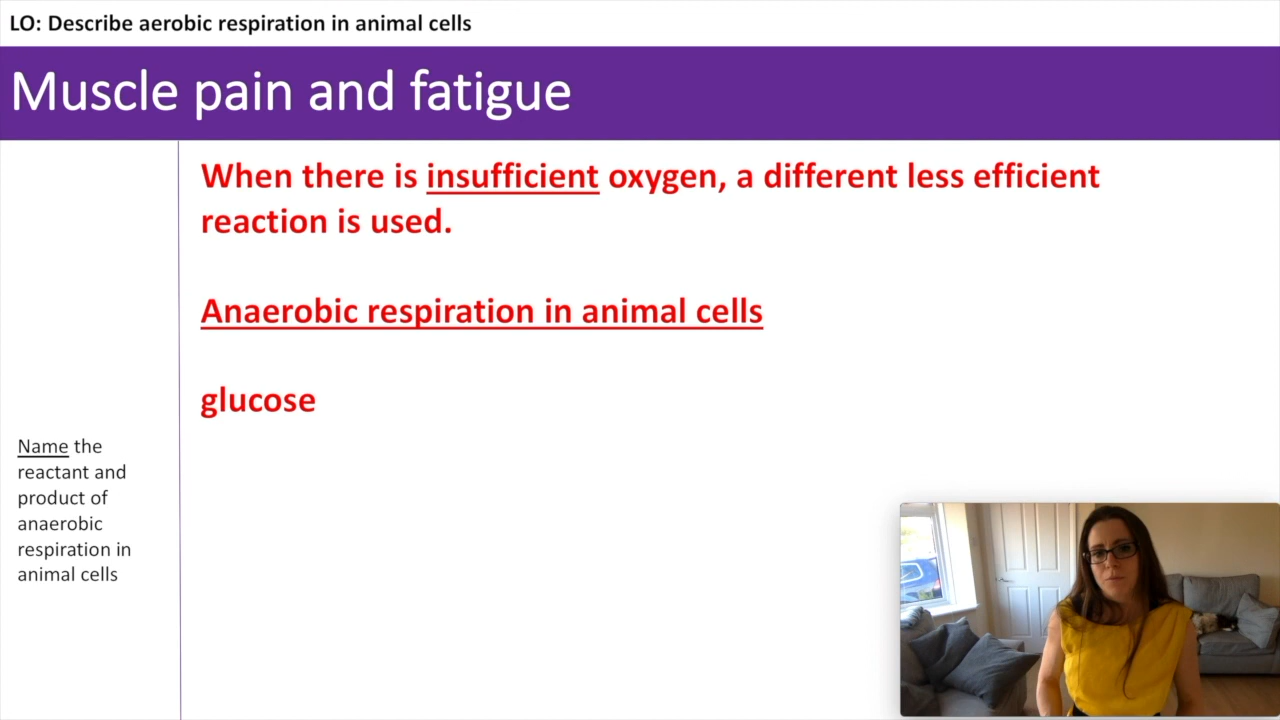 LO: Describe aerobic respiration in animal cells
Muscle pain and fatigue
When there is insufficient oxygen, a different less efficient
reaction is used.
Anaerobic respiration in animal cells
glucose
Name the
reactant and
product of
anaerobic
respiration in
animal cells